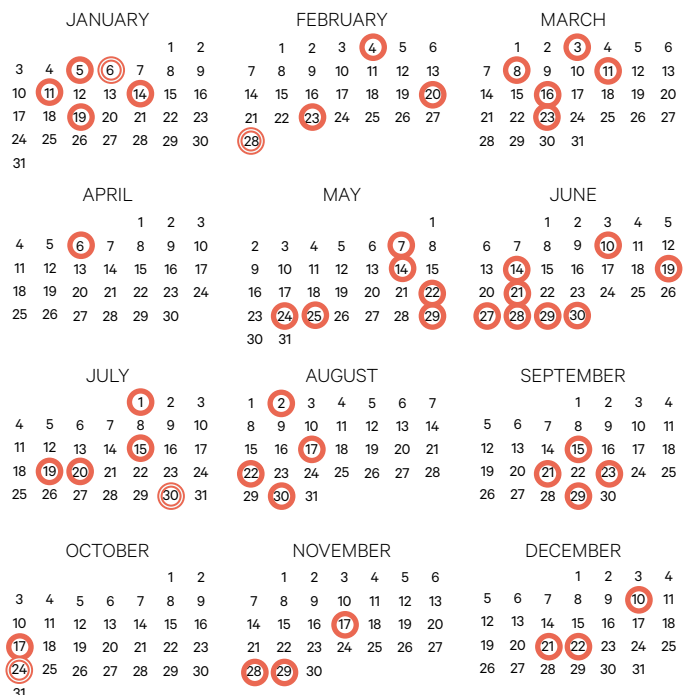 JANUARY FEBRUARY MARCH
1 2 1 2 3 4 5 6 1 2 3 4 5 6
3 4 5 6 7 8 9 7 8 9 10 11 12 13 7 8 9 10 11 12 13
10 11 12 13 14 15 16 14 15 16 17 18 19 20 14 15 16 17 18 19 20
17 18 19 20 21 22 23 21 22 23 24 25 26 27 21 22 23 24 25 26 27
24 25 26 27 28 29 30 28 28 29 30 31
31
APRIL MAY JUNE
1 2 3 1 1 2 3 4 5
4 5 6 7 8 9 10 2 3 4 5 6 7 8 6 7 8 9 10 11 12
11 12 13 14 15 16 17 9 10 11 12 13 14 15 13 14 15 16 17 18 19
18 19 20 21 22 23 24 16 17 18 19 20 21 22 20 21 22 23 24 25 26
25 26 27 28 29 30 23 24 25 26 27 28 29 27 28 29 30
30 31
JULY AUGUST SEPTEMBER
1 2 3 1 2 3 4 5 6 7 1 2 3 4
4 5 6 7 8 9 10 8 9 10 11 12 13 14 5 6 7 8 9 10 11
11 12 13 14 15 16 17 15 16 17 18 19 20 21 12 13 14 15 16 17 18
18 19 20 21 22 23 24 22 23 24 25 26 27 28 19 20 21 22 23 24 25
25 26 27 28 29 30 31 29 30 31 26 27 28 29 30
OCTOBER NOVEMBER DECEMBER
1 2 1 2 3 4 5 6 1 2 3 4
3 4 5 6 7 8 9 7 8 9 10 11 12 13 5 6 7 8 9 10 11
10 11 12 13 14 15 16 14 15 16 17 18 19 20 12 13 14 15 16 17 18
17 18 19 20 21 22 23 21 22 23 24 25 26 27 19 20 21 22 23 24 25
24 25 26 27 28 29 30 28 29 30 26 27 28 29 30 31
31